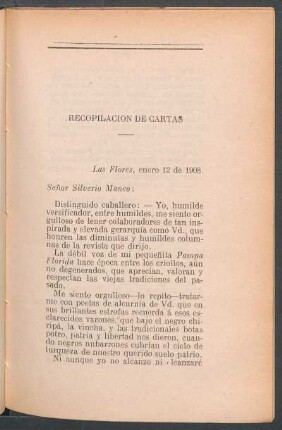 RECOPILACION DE CARTAS
Las Flores, enero 12 de 1908.
Señor Silverio Manco:
Distinguido caballero: — Yo, humilde
versificador, entre humildes, me siento or-
gulloso de tener colaboradores de tan ins-
pirada y elevada gerarquía como Vd., que
honren las diminutas y humildes colum-
nas de la revista que dirijo.
La débil voz de mi pequeñita Pampa
Florida hace época entre los criollos, aún
no degenerados, que aprecian, valoran y
respectan las viejas tradiciones del pa-
sado.
Me siento orgulloso—lo repito—tratar-
me con poetas de alcurnia de Vd. que en
sus brillantes estrofas recuerda á esos es-
clarecidos varones, que bajo el negro chi-
ripá, la vincha, y las tradicionales botas
potro, patria y libertad nos dieron, cuan-
do negros nubarrones cubrían el cielo de
turqueza de nuestro querido suelo patrio.
Ni aunque yo no alcanzo ni alcanzaré